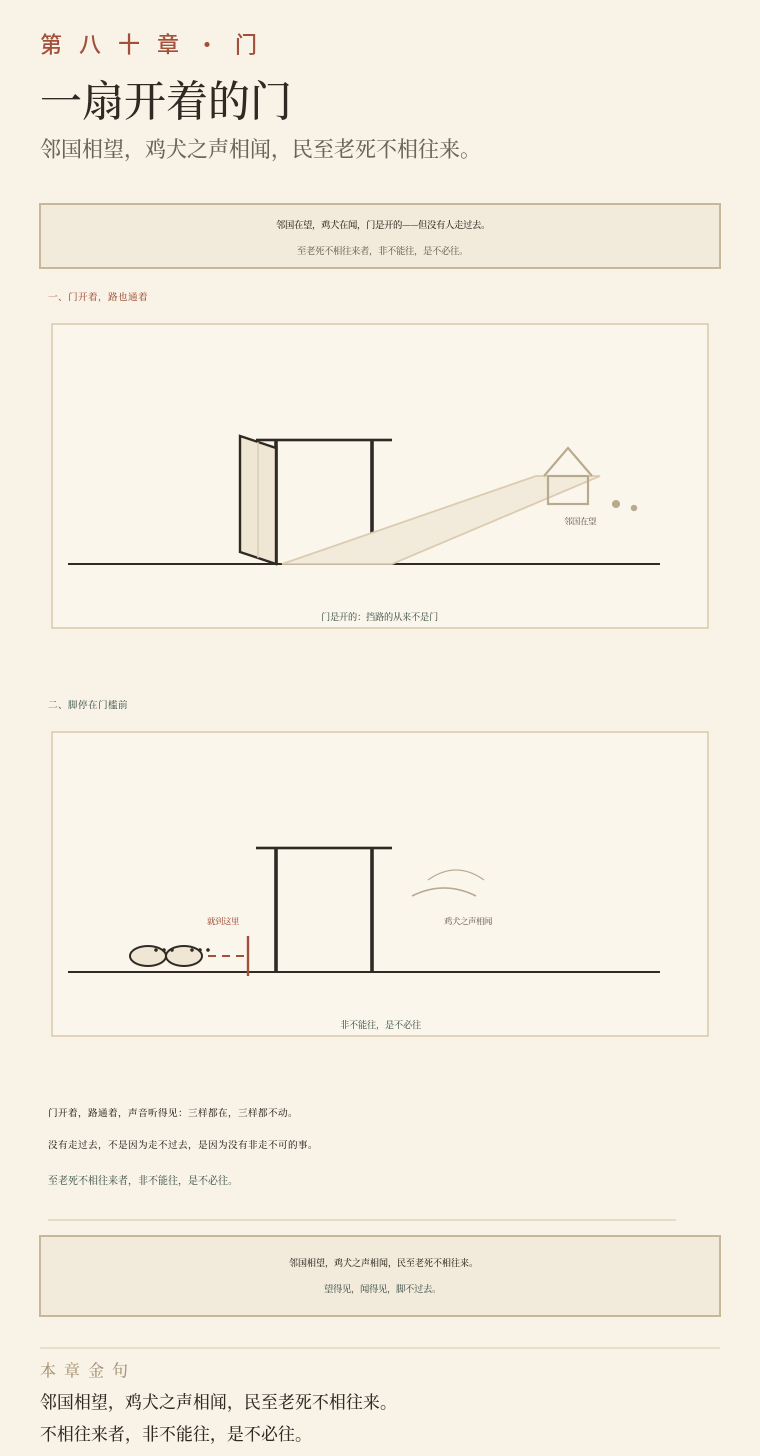 第八十章·门
一扇开着的门
邻国相望，鸡犬之声相闻，民至老死不相往来。
邻国在望，鸡犬在闻，门是开的——但没有人走过去。
至老死不相往来者，非不能往，是不必往。
一、门开着，路也通着
邻国在望
门是开的：挡路的从来不是门
二、脚停在门槛前
就到这里
鸡犬之声相闻
非不能往，是不必往
门开着，路通着，声音听得见：三样都在，三样都不动。
没有走过去，不是因为走不过去，是因为没有非走不可的事。
至老死不相往来者，非不能往，是不必往。
邻国相望，鸡犬之声相闻，民至老死不相往来。
望得见，闻得见，脚不过去。
本章金句
邻国相望，鸡犬之声相闻，民至老死不相往来。
不相往来者，非不能往，是不必往。